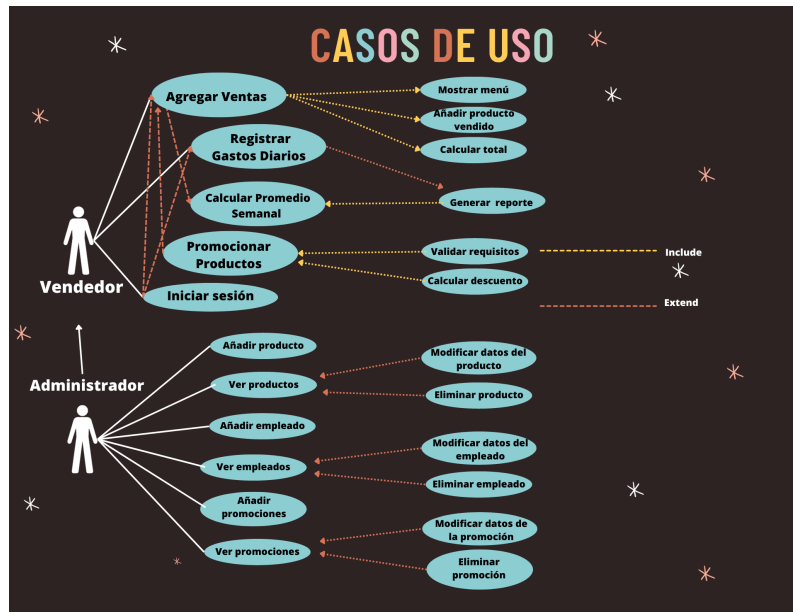 CASOS DE USO
Agregar Ventas
Mostrar menú
Añadir producto
vendido
Calcular total
Registrar
Gastos Diarios
Calcular Promedio
Semanal
Generar reporte
Promocionar
Productos
Validar requisitos
Calcular descuento
Include
Extend
Vendedor
Iniciar sesión
Administrador
Añadir producto
Ver productos
Modificar datos del
producto
Eliminar producto
Añadir empleado
Ver empleados
Modificar datos del
empleado
Eliminar empleado
Añadir
promociones
Ver promociones
Modificar datos de
la promoción
Eliminar
promoción